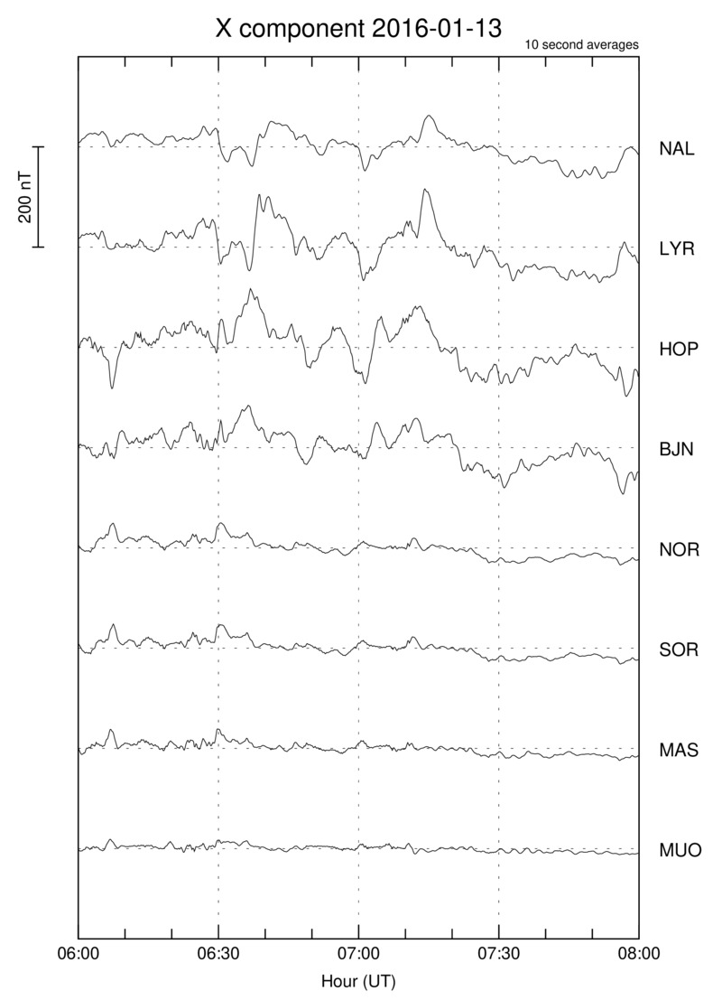 X component 2016-01-13
10 second averages
200 nT
NAL
LYR
HOP
BJN
NOR
SOR
MAS
MUO
06:00 06:30 07:00 07:30 08:00
Hour (UT)